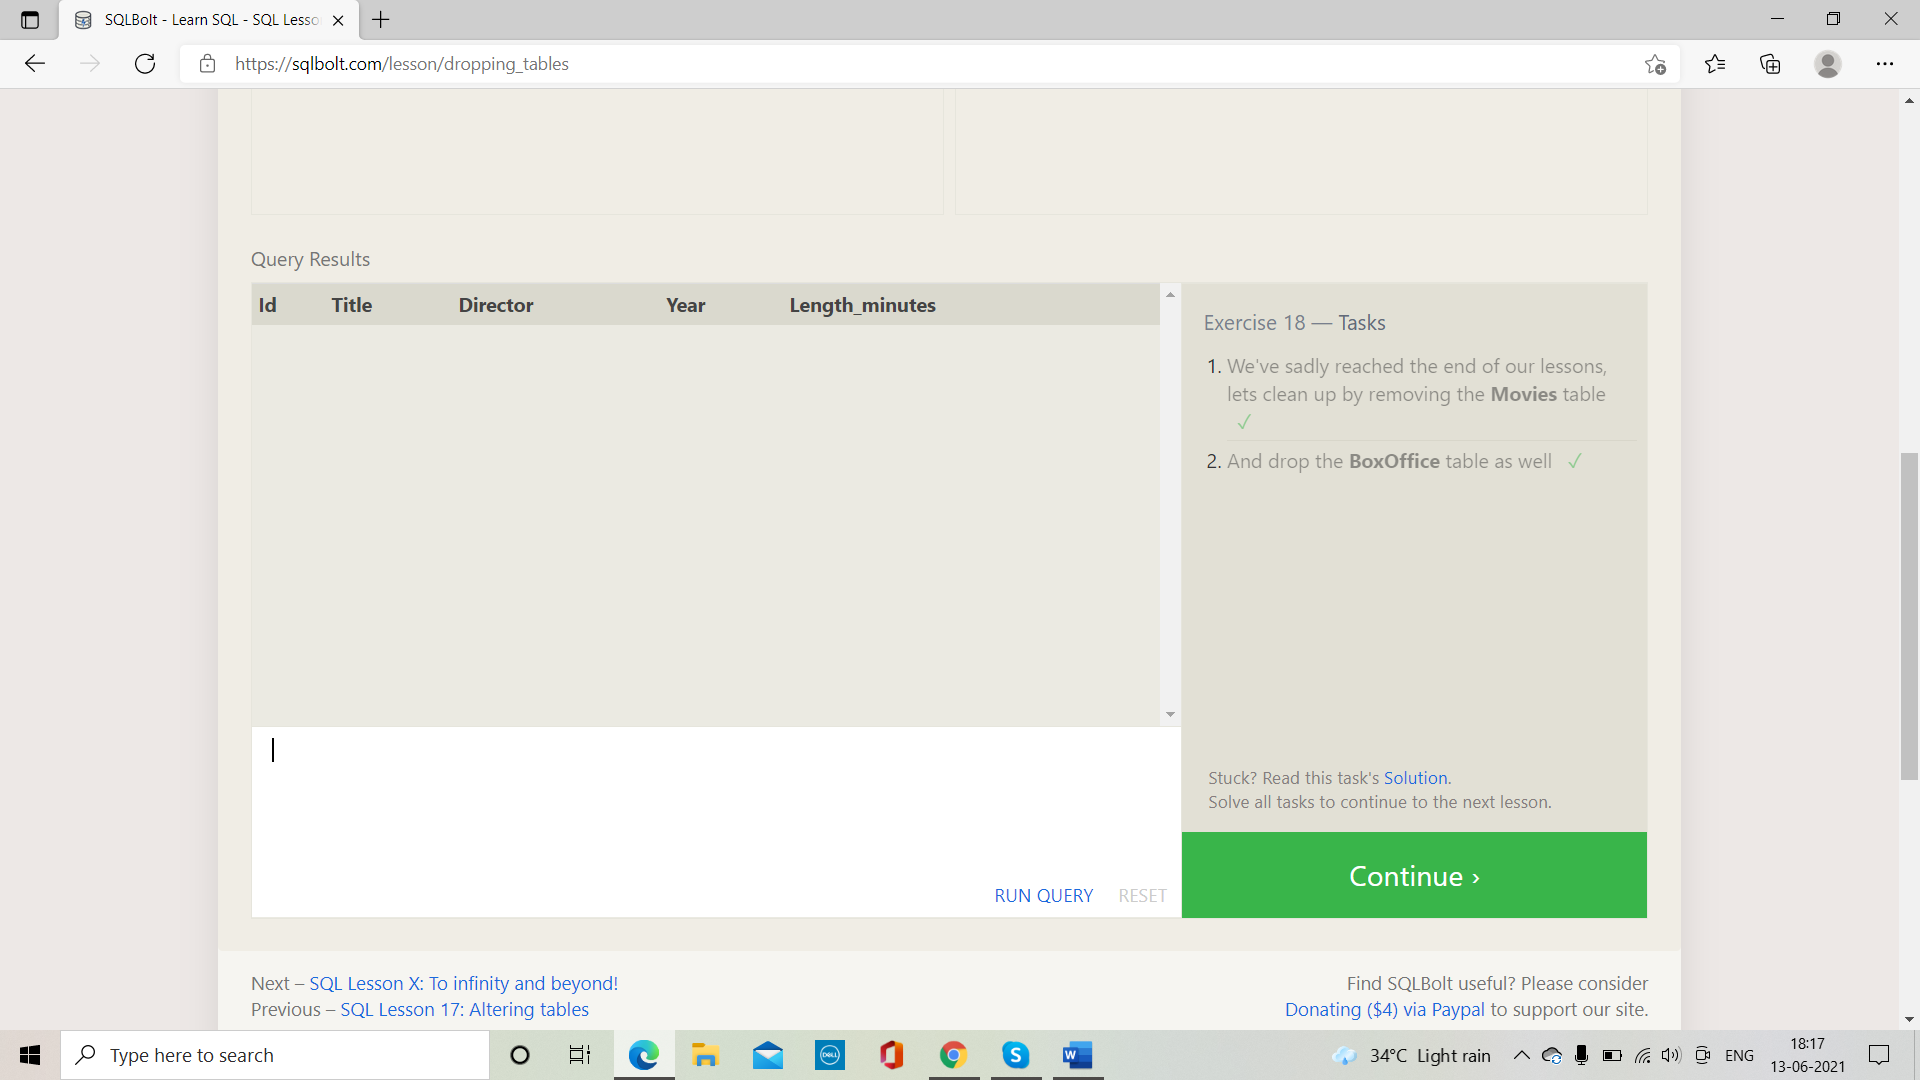 SQLBolt - Learn SQL - SQL Lesso
https://sqlbolt.com/lesson/dropping_tables
Query Results
Id Title Director Year Length_minutes
Exercise 18 — Tasks
1. We've sadly reached the end of our lessons,
lets clean up by removing the Movies table
✓
2. And drop the BoxOffice table as well ✓
Stuck? Read this task's Solution.
Solve all tasks to continue to the next lesson.
RUN QUERY RESET
Continue ›
Next – SQL Lesson X: To infinity and beyond!
Previous – SQL Lesson 17: Altering tables
Find SQLBolt useful? Please consider
Donating ($4) via Paypal to support our site.
Type here to search
DELL
S
W
34°C Light rain
ENG
18:17
13-06-2021